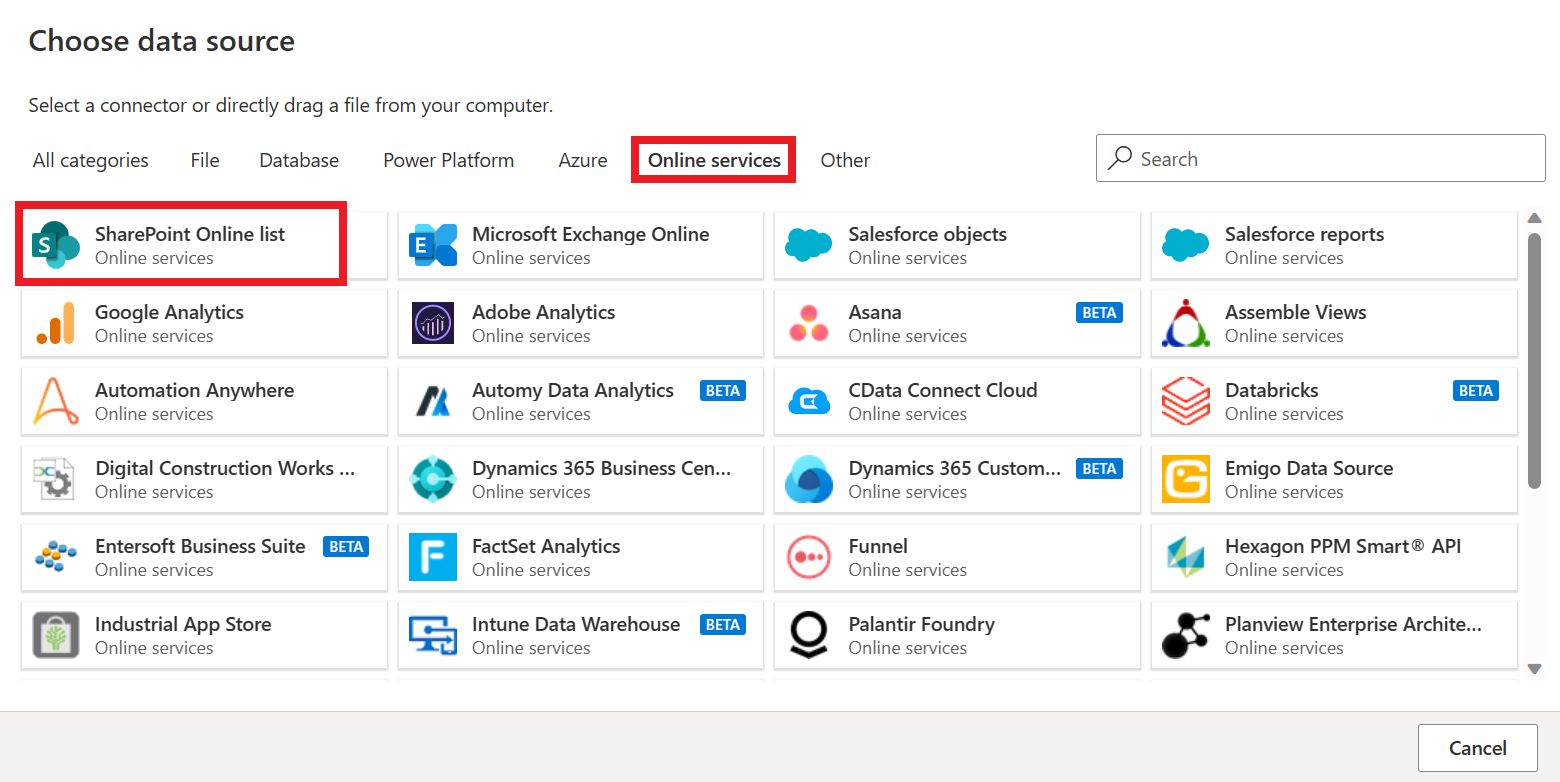 Choose data source
Select a connector or directly drag a file from your computer.
All categories File Database Power Platform Azure Online services Other Search
S SharePoint Online list
Online services
E Microsoft Exchange Online
Online services
Salesforce objects
Online services
Salesforce reports
Online services
Google Analytics
Online services
Adobe Analytics
Online services
Asana BETA
Online services
Assemble Views
Online services
Automation Anywhere
Online services
Automy Data Analytics BETA
Online services
CData Connect Cloud
Online services
Databricks BETA
Online services
Digital Construction Works ...
Online services
Dynamics 365 Business Cen...
Online services
Dynamics 365 Custom... BETA
Online services
Emigo Data Source
Online services
Entersoft Business Suite BETA
Online services
F FactSet Analytics
Online services
Funnel
Online services
Hexagon PPM Smart® API
Online services
Industrial App Store
Online services
Intune Data Warehouse BETA
Online services
Palantir Foundry
Online services
Planview Enterprise Archite...
Online services
Cancel